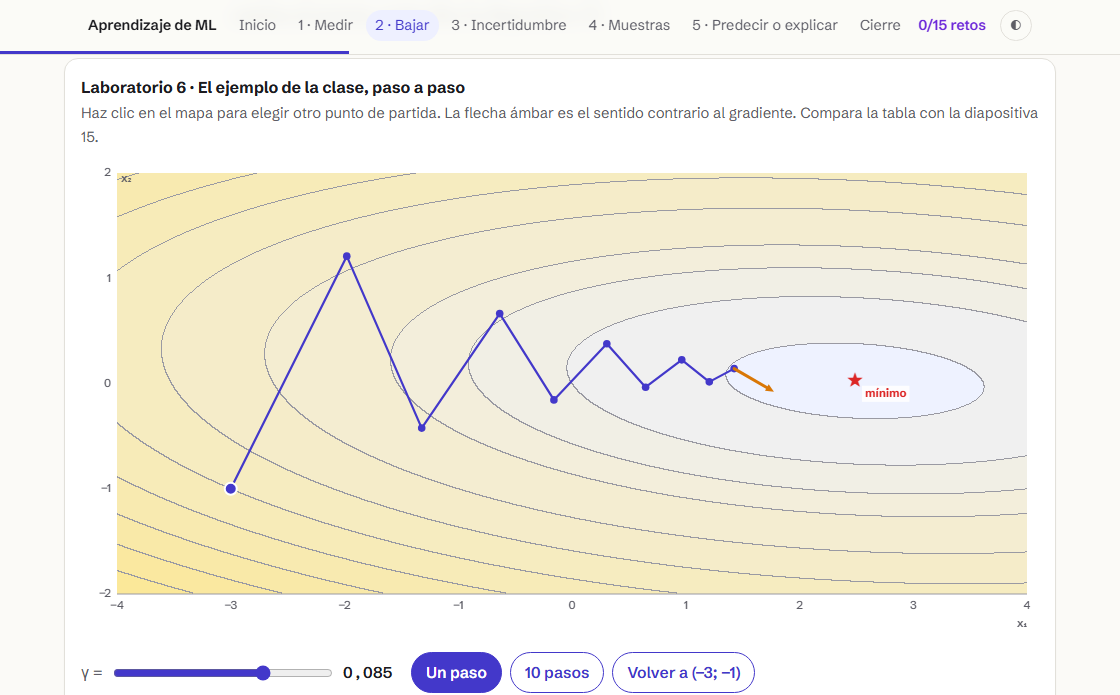 Aprendizaje de ML Inicio 1 · Medir 2 · Bajar 3 · Incertidumbre 4 · Muestras 5 · Predecir o explicar Cierre 0/15 retos
Laboratorio 6 · El ejemplo de la clase, paso a paso
Haz clic en el mapa para elegir otro punto de partida. La flecha ámbar es el sentido contrario al gradiente. Compara la tabla con la diapositiva
15.
2
x₂
1
0
mínimo
−1
−2
−4 −3 −2 −1 0 1 2 3 4
x₁
γ = 0,085 Un paso 10 pasos Volver a (−3; −1)